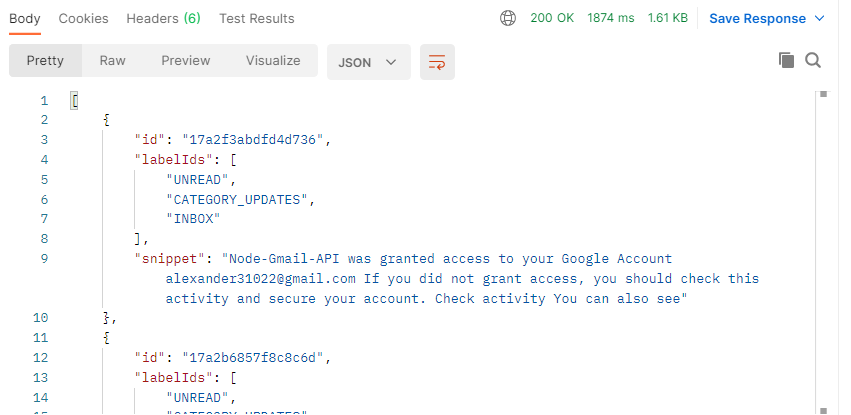 Body Cookies Headers (6) Test Results 200 OK 1874 ms 1.61 KB Save Response
Pretty Raw Preview Visualize JSON
1 [
2 {
3 "id": "17a2f3abdfd4d736",
4 "labelIds": [
5 "UNREAD",
6 "CATEGORY_UPDATES",
7 "INBOX"
8 ],
9 "snippet": "Node-Gmail-API was granted access to your Google Account
alexander31022@gmail.com If you did not grant access, you should check this
activity and secure your account. Check activity You can also see"
10 },
11 {
12 "id": "17a2b6857f8c8c6d",
13 "labelIds": [
14 "UNREAD",